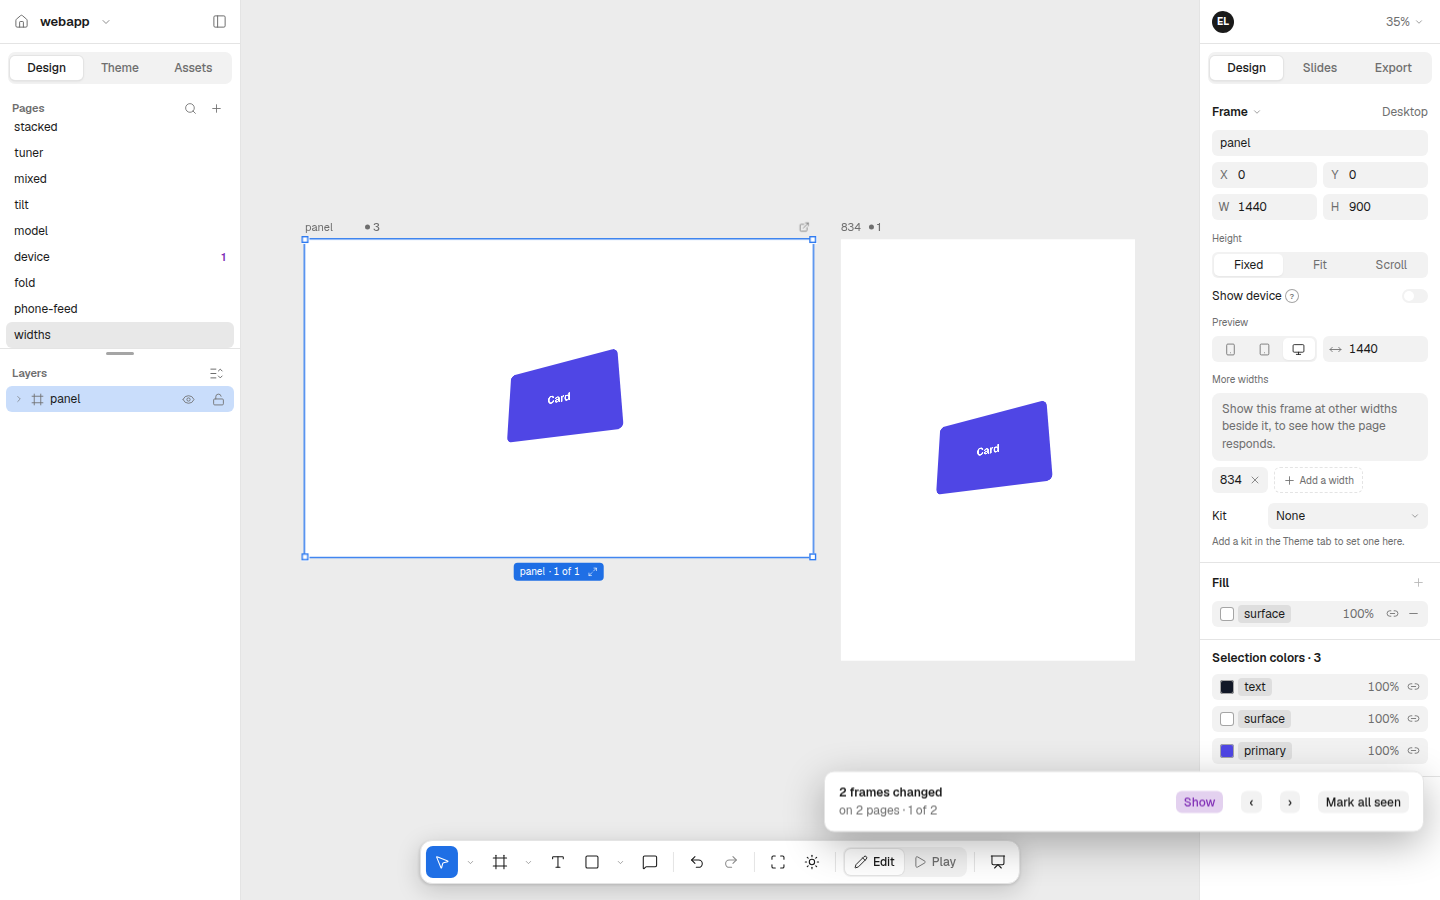 webapp
Design
Theme
Assets
Pages
stacked
tuner
mixed
tilt
model
device 1
fold
phone-feed
widths
Layers
panel
panel 3
Card
panel · 1 of 1
834 1
Card
EL
35%
Design
Slides
Export
Frame
Desktop
panel
X 0
Y 0
W 1440
H 900
Height
Fixed
Fit
Scroll
Show device ?
Preview
1440
More widths
Show this frame at other widths
beside it, to see how the page
responds.
834
Add a width
Kit
None
Add a kit in the Theme tab to set one here.
Fill
surface 100%
Selection colors · 3
text 100%
surface 100%
primary 100%
2 frames changed
on 2 pages · 1 of 2
Show
‹
›
Mark all seen
Edit
Play